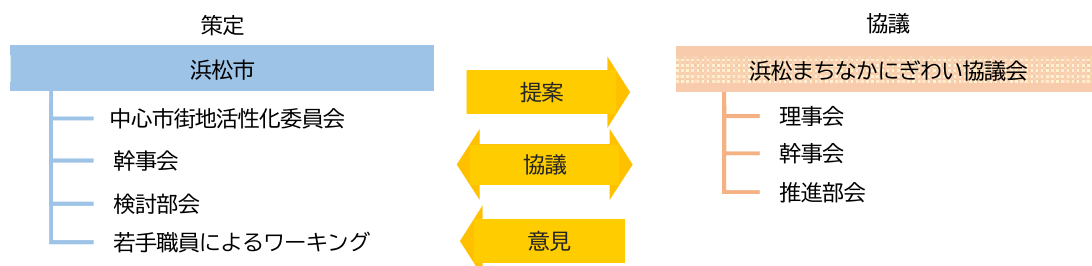 策定
浜松市
中心市街地活性化委員会
幹事会
検討部会
若手職員によるワーキング
提案
協議
意見
協議
浜松まちなかにぎわい協議会
理事会
幹事会
推進部会